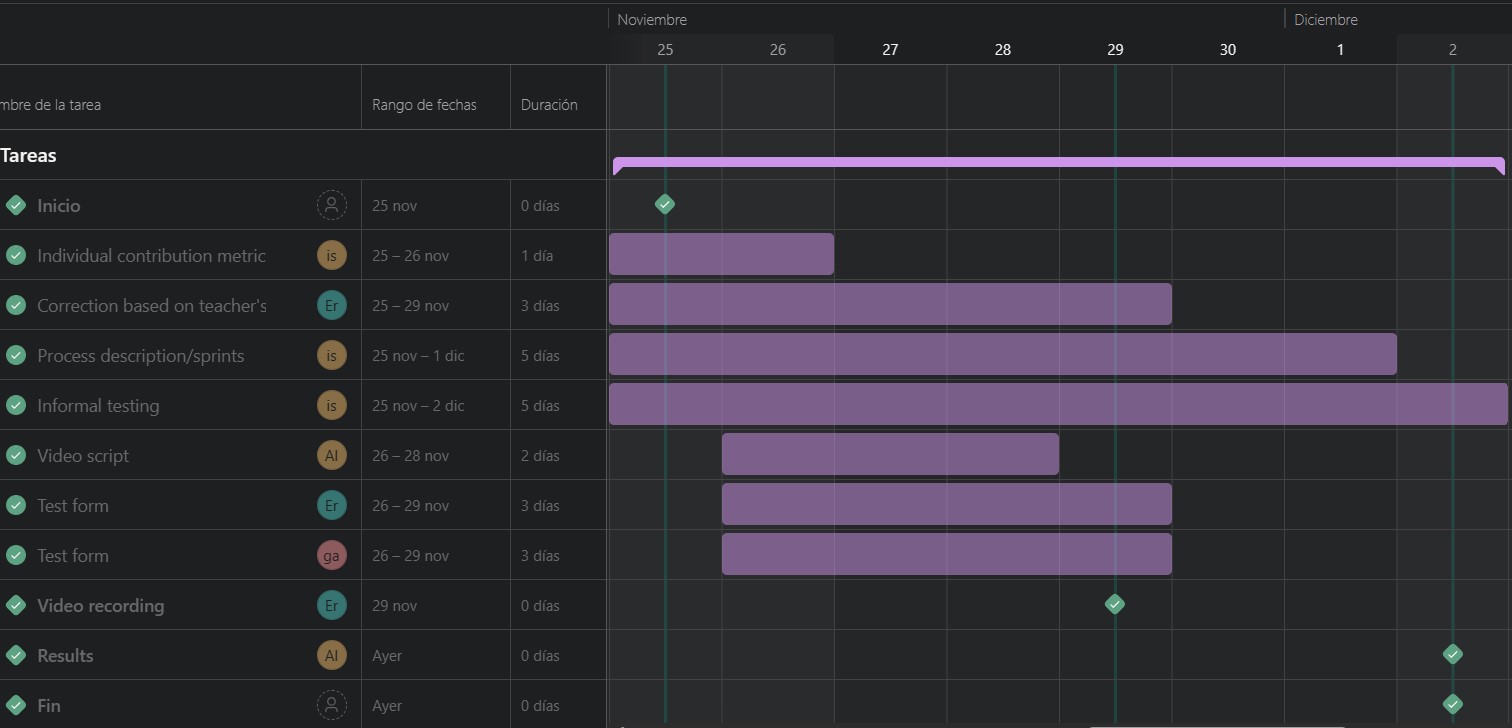 Noviembre Diciembre
25 26 27 28 29 30 1 2
mbre de la tarea Rango de fechas Duración
Tareas
Inicio 25 nov 0 días
Individual contribution metric is 25 – 26 nov 1 día
Correction based on teacher's Er 25 – 29 nov 3 días
Process description/sprints is 25 nov – 1 dic 5 días
Informal testing is 25 nov – 2 dic 5 días
Video script Al 26 – 28 nov 2 días
Test form Er 26 – 29 nov 3 días
Test form ga 26 – 29 nov 3 días
Video recording Er 29 nov 0 días
Results Al Ayer 0 días
Fin Ayer 0 días